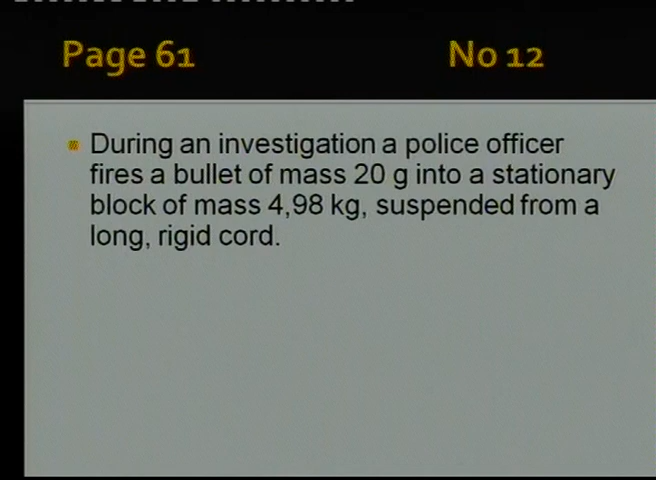 Page 61
No 12
During an investigation a police officer
fires a bullet of mass 20 g into a stationary
block of mass 4,98 kg, suspended from a
long, rigid cord.